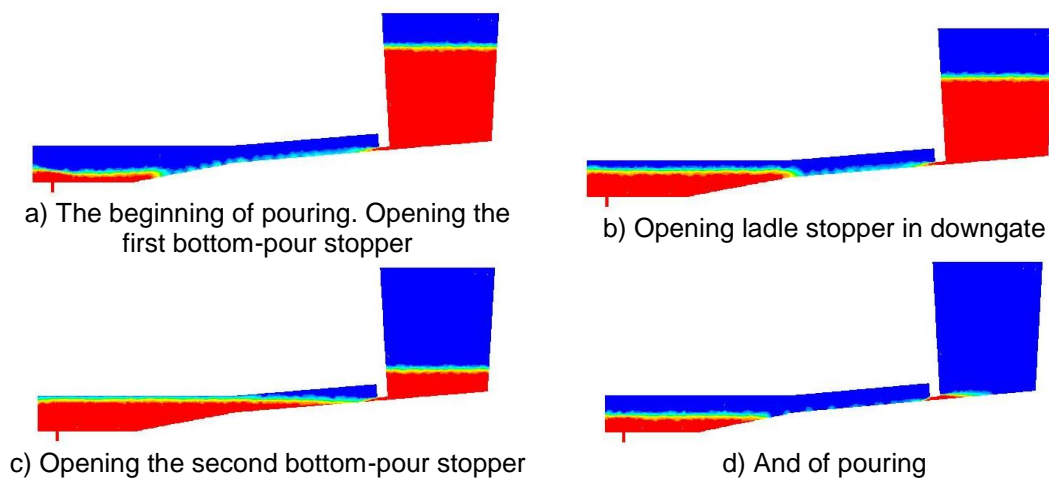 a) The beginning of pouring. Opening the
first bottom-pour stopper
b) Opening ladle stopper in downgate
c) Opening the second bottom-pour stopper
d) And of pouring